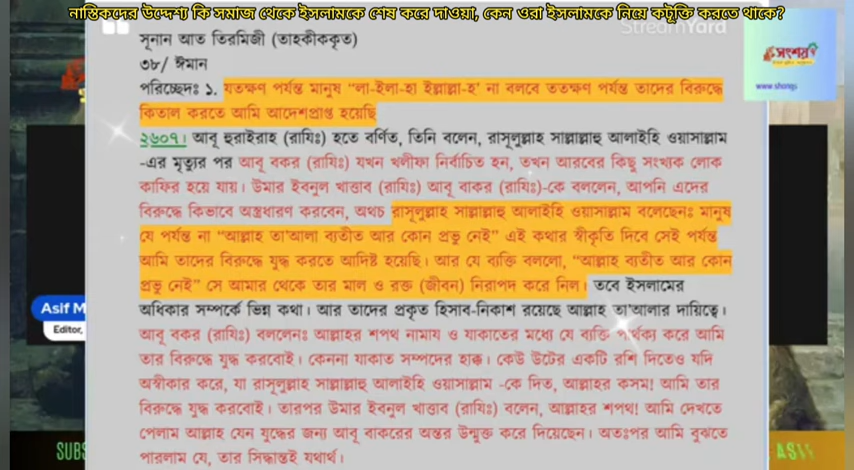 নাস্তিকদের উদ্দেশ্য কি সমাজ থেকে ইসলামকে শেষ করে দাওয়া, কেন ওরা ইসলামকে নিয়ে কটূক্তি করতে থাকে?
StreamYard
সূনান আত তিরমিজী (তাহকীককৃত)
৩৮/ ঈমান
পরিচ্ছেদঃ ১. যতক্ষণ পর্যন্ত মানুষ “লা-ইলা-হা ইল্লাল্লা-হ’ না বলবে ততক্ষণ পর্যন্ত তাদের বিরুদ্ধে
কিতাল করতে আমি আদেশপ্রাপ্ত হয়েছি
২৬০৭। আবূ হুরাইরাহ (রাযিঃ) হতে বর্ণিত, তিনি বলেন, রাসূলুল্লাহ সাল্লাল্লাহু আলাইহি ওয়াসাল্লাম
-এর মৃত্যুর পর আবূ বকর (রাযিঃ) যখন খলীফা নির্বাচিত হন, তখন আরবের কিছু সংখ্যক লোক
কাফির হয়ে যায়। উমার ইবনুল খাত্তাব (রাযিঃ) আবূ বাকর (রাযিঃ)-কে বললেন, আপনি এদের
বিরুদ্ধে কিভাবে অস্ত্রধারণ করবেন, অথচ রাসূলুল্লাহ সাল্লাল্লাহু আলাইহি ওয়াসাল্লাম বলেছেনঃ মানুষ
যে পর্যন্ত না “আল্লাহ তা'আলা ব্যতীত আর কোন প্রভু নেই” এই কথার স্বীকৃতি দিবে সেই পর্যন্ত
আমি তাদের বিরুদ্ধে যুদ্ধ করতে আদিষ্ট হয়েছি। আর যে ব্যক্তি বললো, “আল্লাহ ব্যতীত আর কোন
প্রভু নেই” সে আমার থেকে তার মাল ও রক্ত (জীবন) নিরাপদ করে নিল। তবে ইসলামের
অধিকার সম্পর্কে ভিন্ন কথা। আর তাদের প্রকৃত হিসাব-নিকাশ রয়েছে আল্লাহ তা'আলার দায়িত্বে।
আবূ বকর (রাযিঃ) বললেনঃ আল্লাহর শপথ নামায ও যাকাতের মধ্যে যে ব্যক্তি পার্থক্য করে আমি
তার বিরুদ্ধে যুদ্ধ করবোই। কেননা যাকাত সম্পদের হাক্ক। কেউ উটের একটি রশি দিতেও যদি
অস্বীকার করে, যা রাসূলুল্লাহ সাল্লাল্লাহু আলাইহি ওয়াসাল্লাম -কে দিত, আল্লাহর কসম! আমি তার
বিরুদ্ধে যুদ্ধ করবোই। তারপর উমার ইবনুল খাত্তাব (রাযিঃ) বলেন, আল্লাহর শপথ! আমি দেখতে
পেলাম আল্লাহ যেন যুদ্ধের জন্য আবূ বাকরের অন্তর উন্মুক্ত করে দিয়েছেন। অতঃপর আমি বুঝতে
পারলাম যে, তার সিদ্ধান্তই যথার্থ।
সংশয়
www.shongs
Asif M
Editor,
SUBS